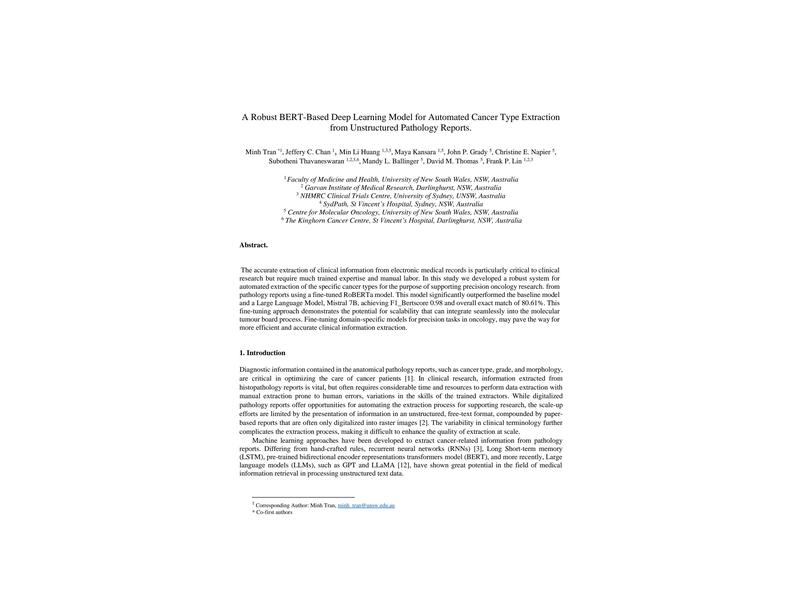 A Robust BERT-Based Deep Learning Model for Automated Cancer Type Extraction
from Unstructured Pathology Reports.
Minh Tran *‡, Jeffery C. Chan 1, Min Li Huang 1,3,5, Maya Kansara 1,5, John P. Grady 5, Christine E. Napier 5,
Subotheni Thavaneswaran 1,2,3,6, Mandy L. Ballinger 5, David M. Thomas 5, Frank P. Lin 1,2,3
1 Faculty of Medicine and Health, University of New South Wales, NSW, Australia
2 Garvan Institute of Medical Research, Darlinghurst, NSW, Australia
3 NHMRC Clinical Trials Centre, University of Sydney, UNSW, Australia
4 SydPath, St Vincent's Hospital, Sydney, NSW, Australia
5 Centre for Molecular Oncology, University of New South Wales, NSW, Australia
6 The Kinghorn Cancer Centre, St Vincent's Hospital, Darlinghurst, NSW, Australia
Abstract.
The accurate extraction of clinical information from electronic medical records is particularly critical to clinical
research but require much trained expertise and manual labor. In this study we developed a robust system for
automated extraction of the specific cancer types for the purpose of supporting precision oncology research. from
pathology reports using a fine-tuned RoBERTa model. This model significantly outperformed the baseline model
and a Large Language Model, Mistral 7B, achieving F1_Bertscore 0.98 and overall exact match of 80.61%. This
fine-tuning approach demonstrates the potential for scalability that can integrate seamlessly into the molecular
tumour board process. Fine-tuning domain-specific models for precision tasks in oncology, may pave the way for
more efficient and accurate clinical information extraction.
1. Introduction
Diagnostic information contained in the anatomical pathology reports, such as cancer type, grade, and morphology,
are critical in optimizing the care of cancer patients [1]. In clinical research, information extracted from
histopathology reports is vital, but often requires considerable time and resources to perform data extraction with
manual extraction prone to human errors, variations in the skills of the trained extractors. While digitalized
pathology reports offer opportunities for automating the extraction process for supporting research, the scale-up
efforts are limited by the presentation of information in an unstructured, free-text format, compounded by paper-
based reports that are often only digitalized into raster images [2]. The variability in clinical terminology further
complicates the extraction process, making it difficult to enhance the quality of extraction at scale.
Machine learning approaches have been developed to extract cancer-related information from pathology
reports. Differing from hand-crafted rules, recurrent neural networks (RNNs) [3], Long Short-term memory
(LSTM), pre-trained bidirectional encoder representations transformers model (BERT), and more recently, Large
language models (LLMs), such as GPT and LLaMA [12], have shown great potential in the field of medical
information retrieval in processing unstructured text data.
‡ Corresponding Author: Minh Tran, minh_tran@unsw.edu.au
* Co-first authors